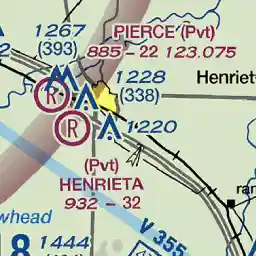 1267
(393)
PIERCE (Pvt)
885 - 22 123.075
1228
(338)
Henriet
R
R
1220
(Pvt)
HENRIETA
932 - 32
ran
whead
V 355
8
1444